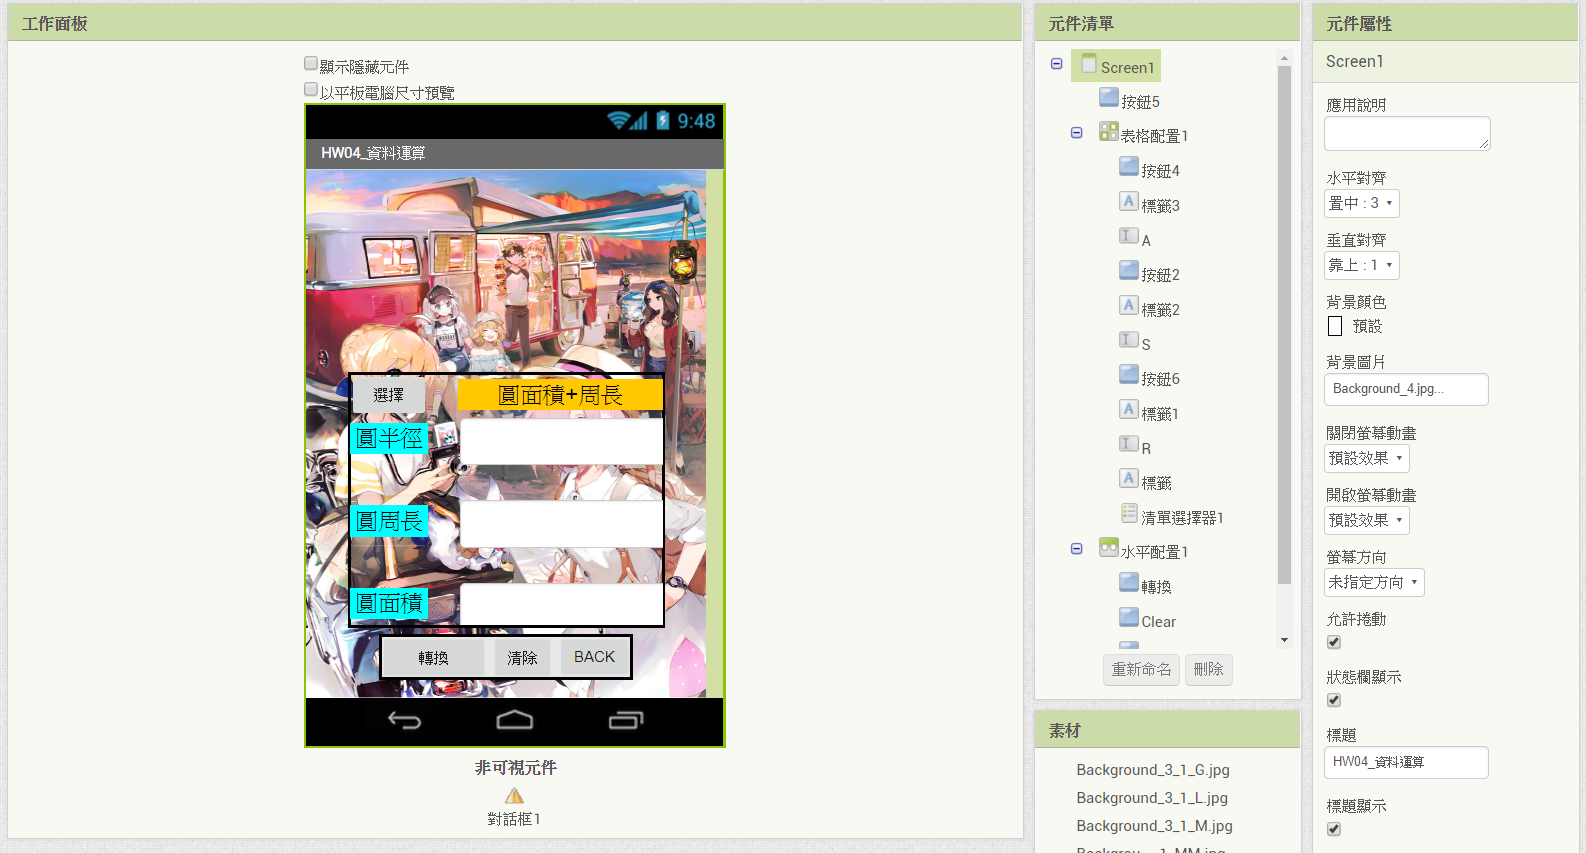 工作面板
顯示隱藏元件
以平板電腦尺寸預覽
9:48
HW04_資料運算
選擇
圓面積+周長
圓半徑
圓周長
圓面積
轉換
清除
BACK
非可視元件
對話框1
元件清單
Screen1
按鈕5
表格配置1
按鈕4
標籤3
A
按鈕2
標籤2
S
按鈕6
標籤1
R
標籤
清單選擇器1
水平配置1
轉換
Clear
重新命名
刪除
素材
Background_3_1_G.jpg
Background_3_1_L.jpg
Background_3_1_M.jpg
元件屬性
Screen1
應用說明
水平對齊
置中 : 3
垂直對齊
靠上 : 1
背景顏色
預設
背景圖片
Background_4.jpg...
關閉螢幕動畫
預設效果
開啟螢幕動畫
預設效果
螢幕方向
未指定方向
允許捲動
狀態欄顯示
標題
HW04_資料運算
標題顯示